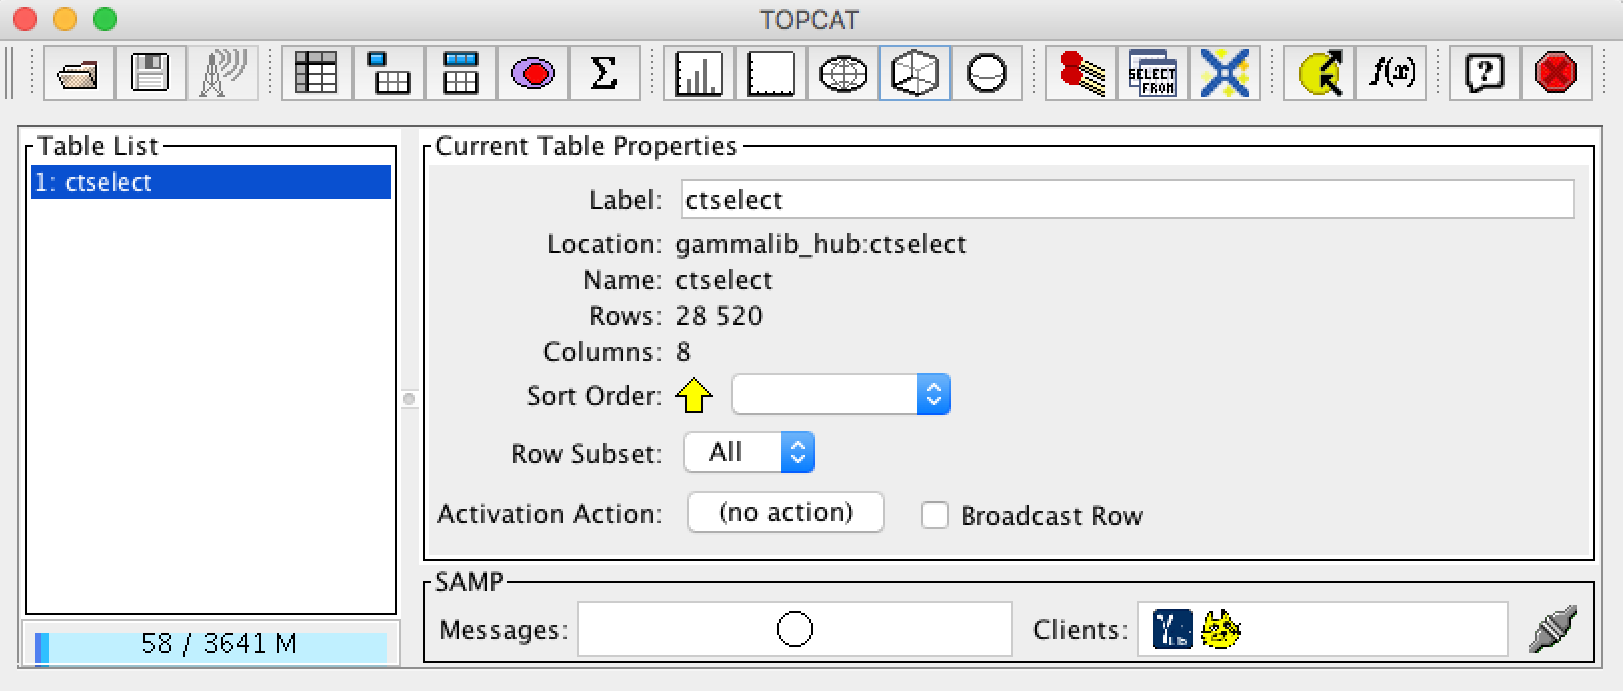 TOPCAT
SELECT
FROM
f(x)
Table List
1: ctselect
58 / 3641 M
Current Table Properties
Label: ctselect
Location: gammalib_hub:ctselect
Name: ctselect
Rows: 28 520
Columns: 8
Sort Order:
Row Subset: All
Activation Action: (no action) Broadcast Row
SAMP
Messages: Clients: